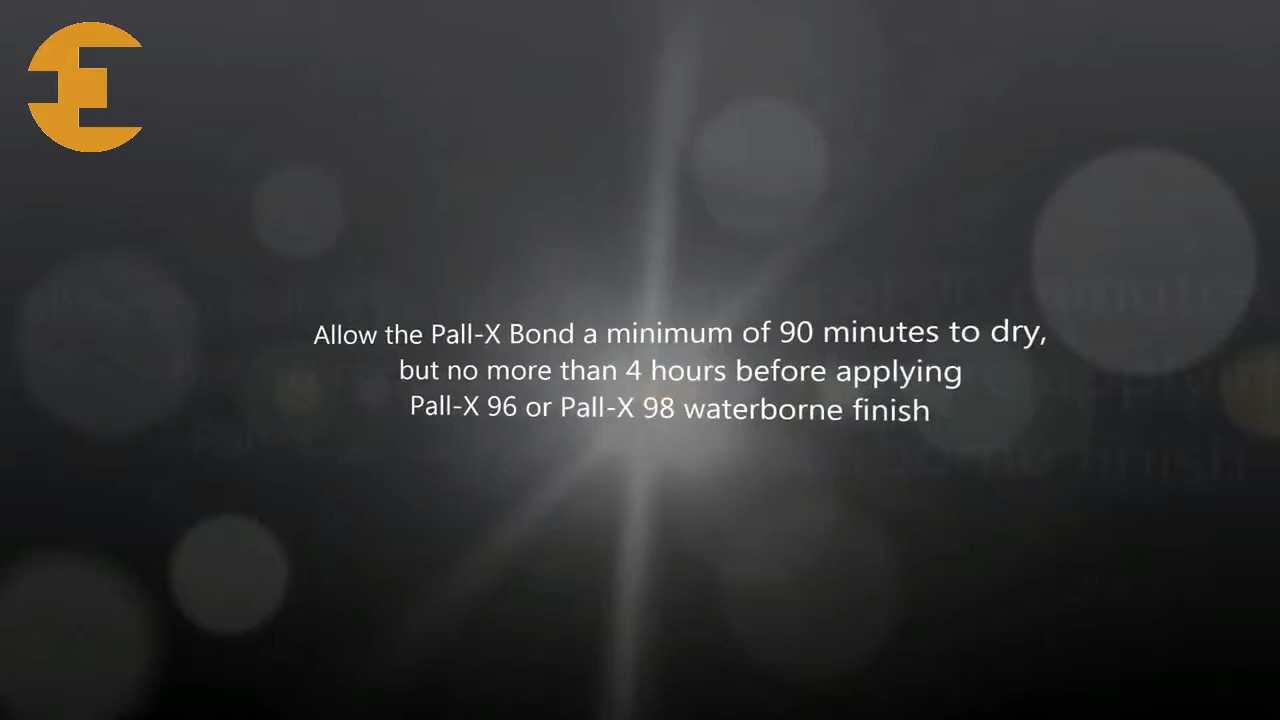 Allow the Pall-X Bond a minimum of 90 minutes to dry,
but no more than 4 hours before applying
Pall-X 96 or Pall-X 98 waterborne finish